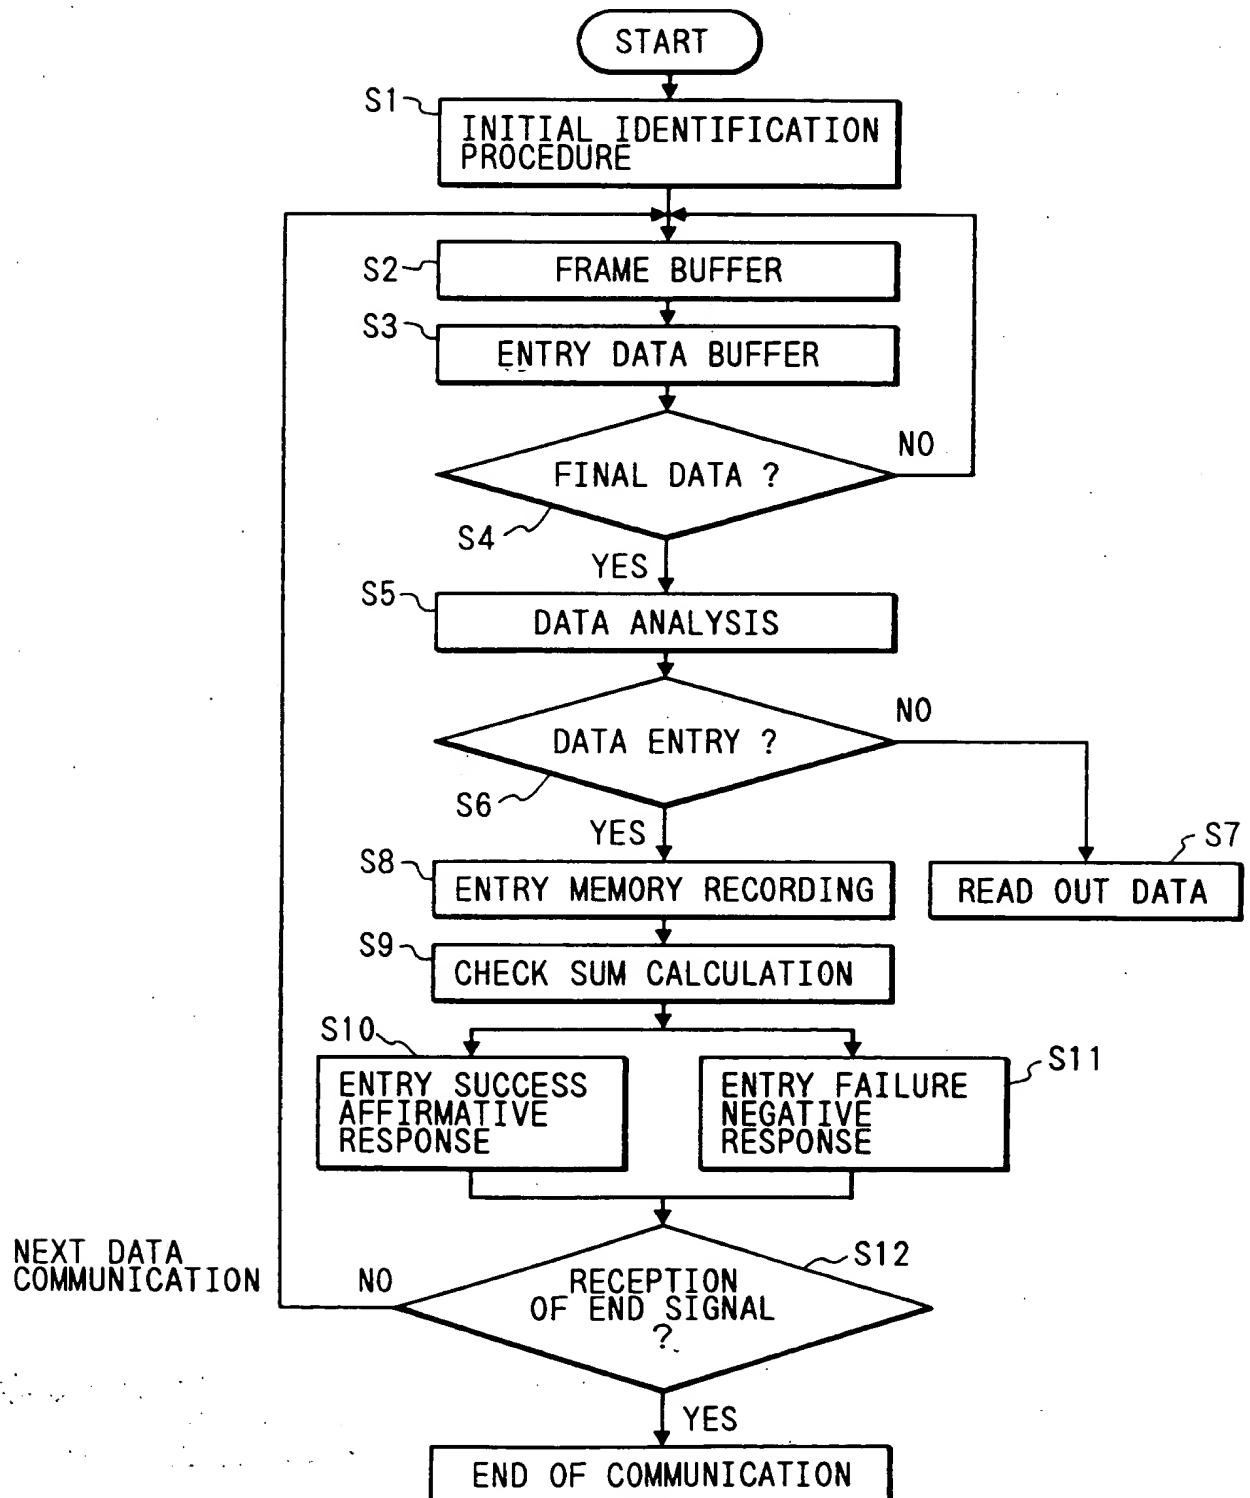 START
S1
INITIAL IDENTIFICATION
PROCEDURE
S2
FRAME BUFFER
S3
ENTRY DATA BUFFER
FINAL DATA ?
NO
S4
YES
S5
DATA ANALYSIS
DATA ENTRY ?
NO
S6
YES
S7
READ OUT DATA
S8
ENTRY MEMORY RECORDING
S9
CHECK SUM CALCULATION
S10
ENTRY SUCCESS
AFFIRMATIVE
RESPONSE
S11
ENTRY FAILURE
NEGATIVE
RESPONSE
S12
RECEPTION
OF END SIGNAL
?
NEXT DATA
COMMUNICATION
NO
YES
END OF COMMUNICATION